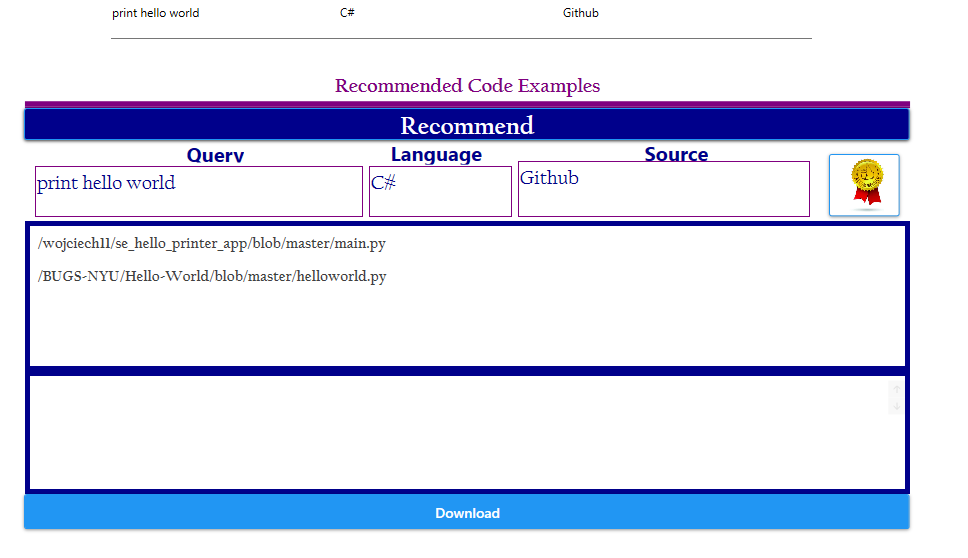 print hello world C# Github
Recommended Code Examples
Recommend
Query Language Source
print hello world C# Github
/wojciech11/se_hello_printer_app/blob/master/main.py
/BUGS-NYU/Hello-World/blob/master/helloworld.py
Download